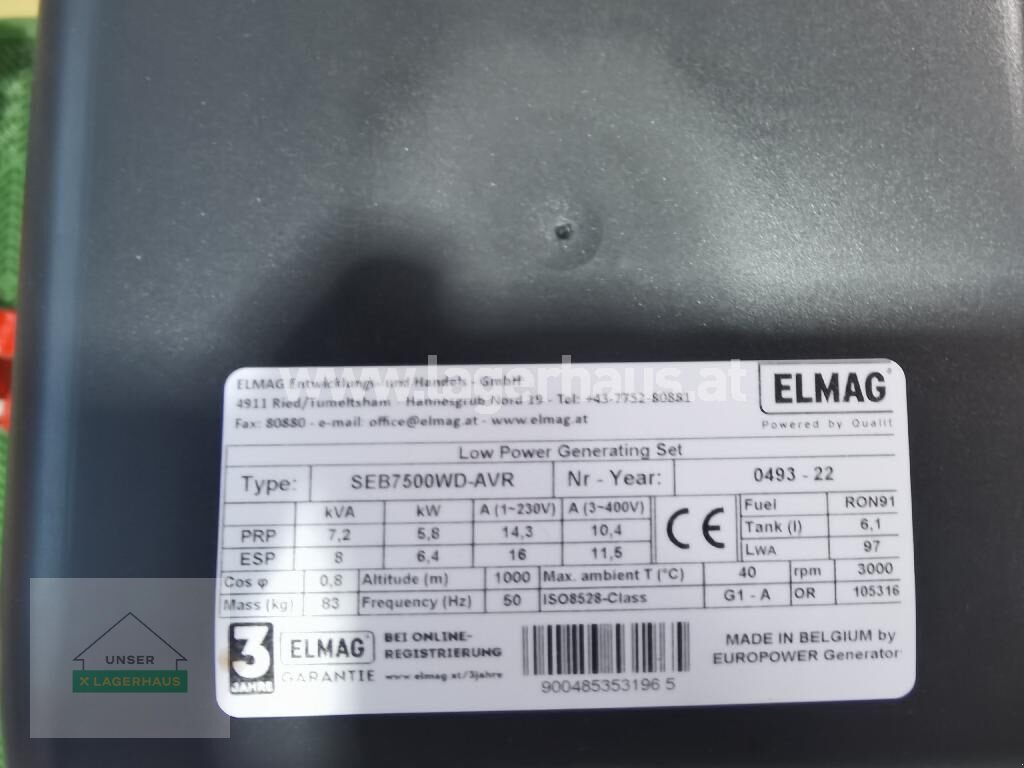 www.lagerhaus.at
ELMAG Entwicklungs- und Handels - GmbH
4911 Ried/Tumeltsham - Hannesgrub Nord 19 - Tel: +43-7752-80881
Fax: 80880 - e-mail: office@elmag.at - www.elmag.at
ELMAG®
Powered by Qualit
Low Power Generating Set
Type: SEB7500WD-AVR Nr - Year: 0493 - 22
kVA kW A (1~230V) A (3~400V)
PRP 7,2 5,8 14,3 10,4
ESP 8 6,4 16 11,5
CE
Fuel RON91
Tank (l) 6,1
LWA 97
Cos φ 0,8 Altitude (m) 1000 Max. ambient T (°C) 40 rpm 3000
Mass (kg) 83 Frequency (Hz) 50 ISO8528-Class G1 - A OR 105316
3
JAHRE
ELMAG®
GARANTIE
BEI ONLINE-
REGISTRIERUNG
www.elmag.at/3jahre
900485353196 5
MADE IN BELGIUM by
EUROPOWER Generator
UNSER
X LAGERHAUS